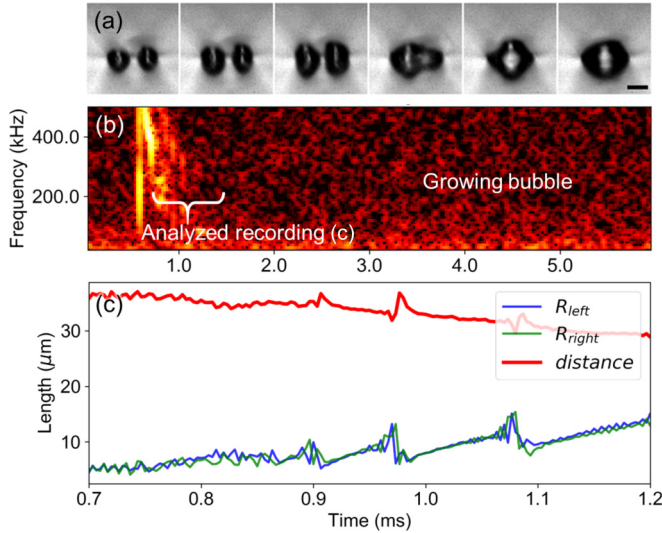 (a)
(b)
Frequency (kHz)
400.0
200.0
Growing bubble
Analyzed recording (c)
1.0
2.0
3.0
4.0
5.0
(c)
Length (μm)
30
20
10
R_left
R_right
distance
0.7
0.8
0.9
1.0
1.1
1.2
Time (ms)